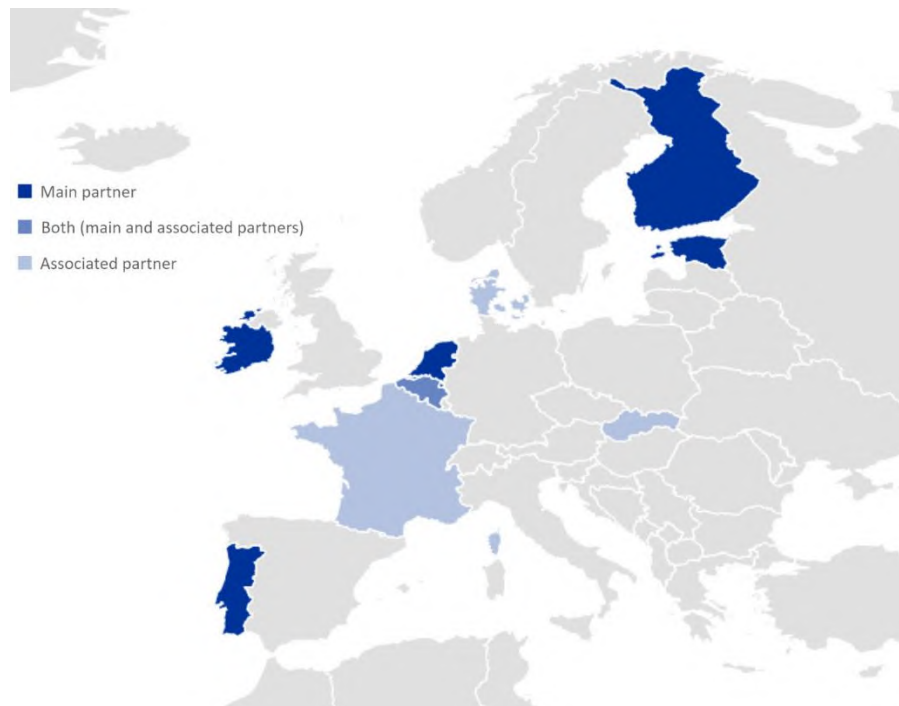 Main partner
Both (main and associated partners)
Associated partner